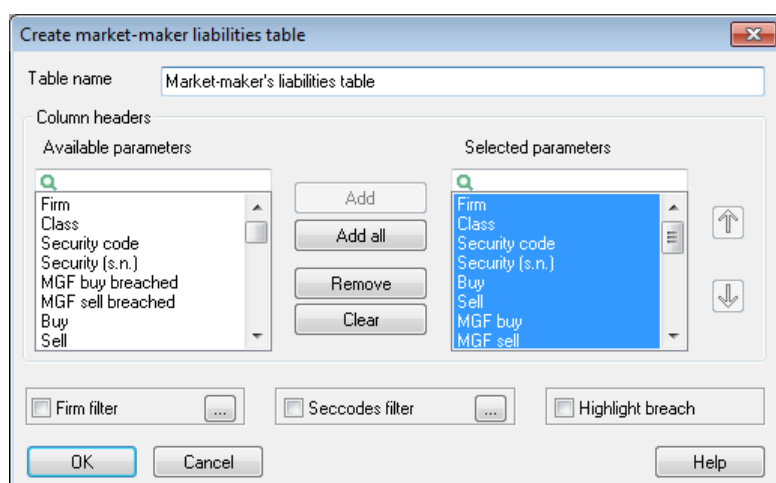 Create market-maker liabilities table
Table name
Market-maker's liabilities table
Column headers
Available parameters
Selected parameters
Firm
Class
Security code
Security (s.n.)
MGF buy breached
MGF sell breached
Buy
Sell
Add
Add all
Remove
Clear
Firm
Class
Security code
Security (s.n.)
Buy
Sell
MGF buy
MGF sell
Firm filter
...
Seccodes filter
...
Highlight breach
OK
Cancel
Help